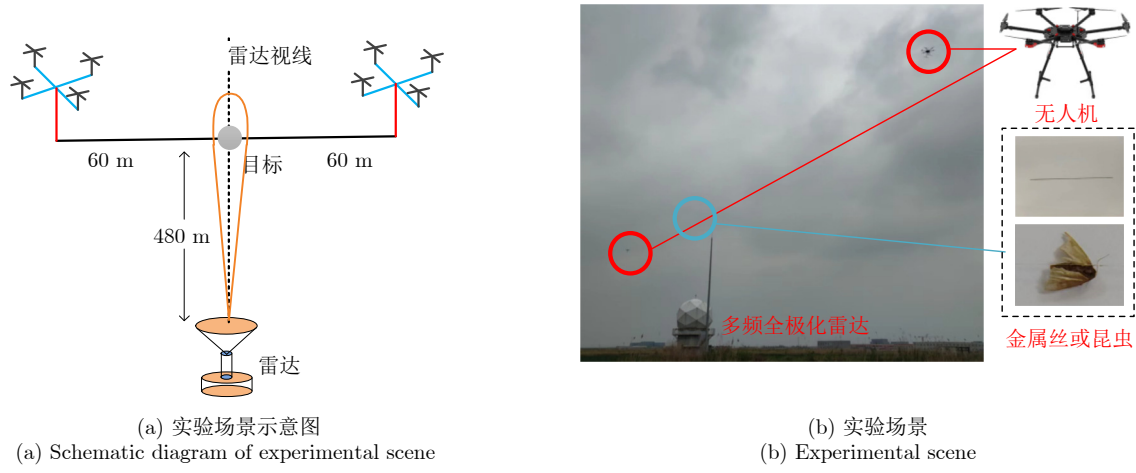 雷达视线
60 m
60 m
目标
480 m
雷达
(a) 实验场景示意图
(a) Schematic diagram of experimental scene
无人机
多频全极化雷达
金属丝或昆虫
(b) 实验场景
(b) Experimental scene